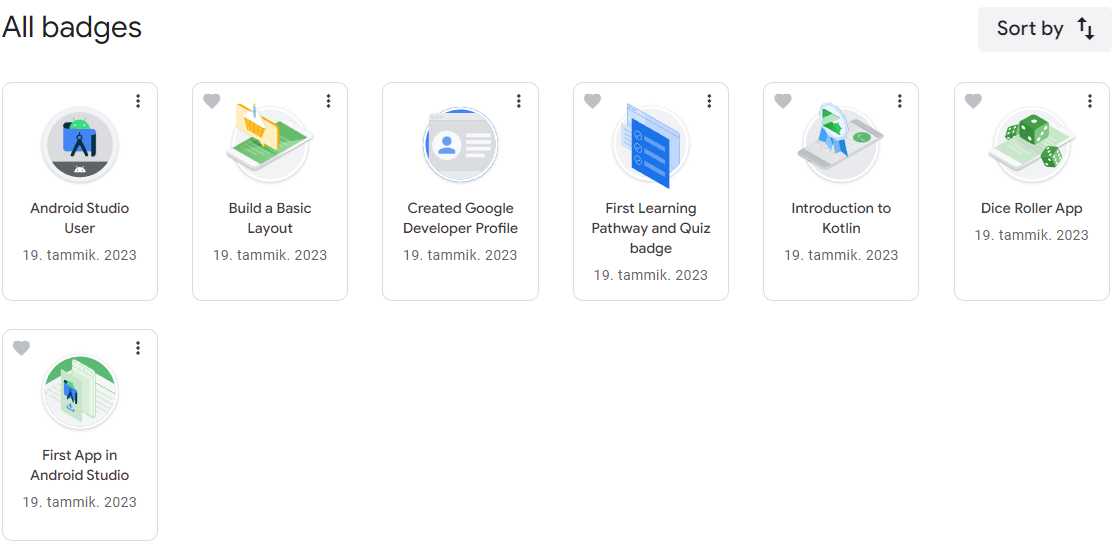 All badges
Sort by
Android Studio
User
19. tammik. 2023
Build a Basic
Layout
19. tammik. 2023
Created Google
Developer Profile
19. tammik. 2023
First Learning
Pathway and Quiz
badge
19. tammik. 2023
Introduction to
Kotlin
19. tammik. 2023
Dice Roller App
19. tammik. 2023
First App in
Android Studio
19. tammik. 2023